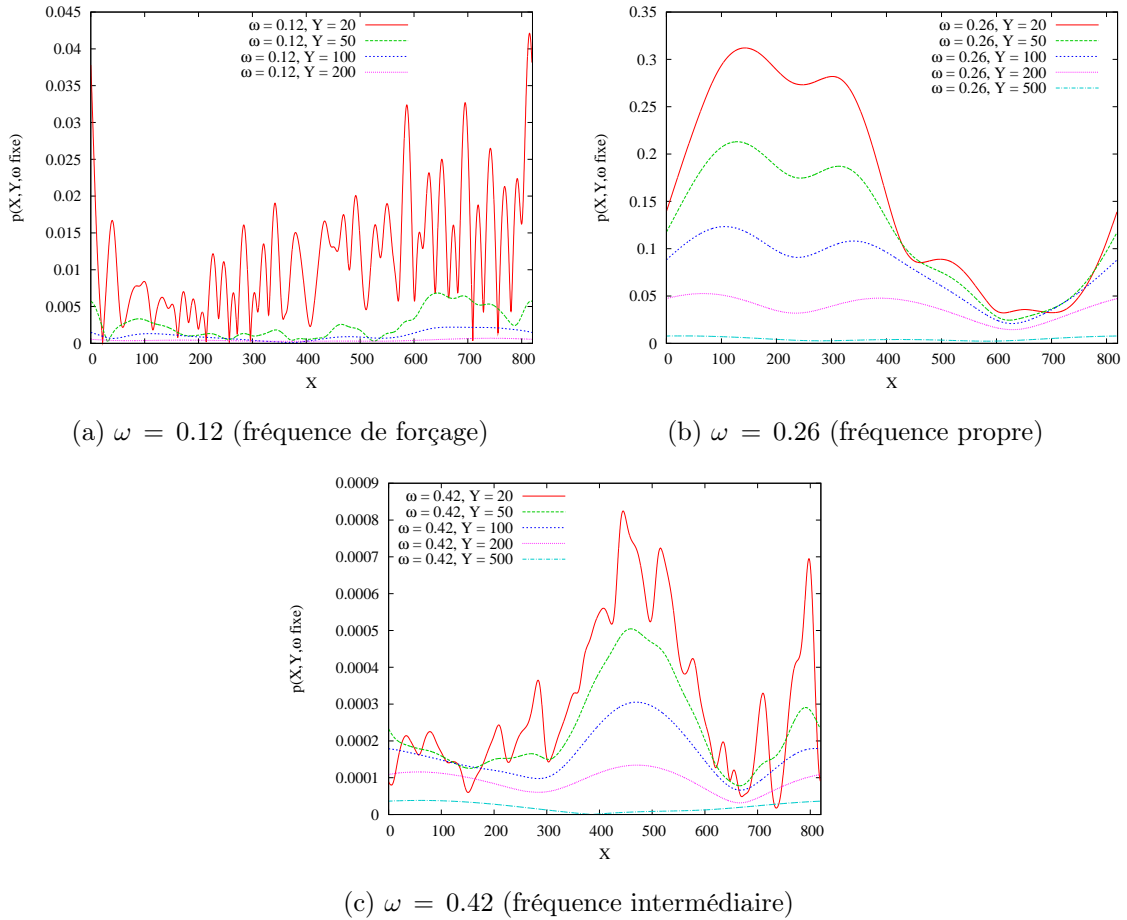 0.045
0.04
0.035
0.03
0.025
0.02
0.015
0.01
0.005
0
0 100 200 300 400 500 600 700 800
p(X,Y,ω fixe)
X
ω = 0.12, Y = 20
ω = 0.12, Y = 50
ω = 0.12, Y = 100
ω = 0.12, Y = 200
(a) ω = 0.12 (fréquence de forçage)
0.35
0.3
0.25
0.2
0.15
0.1
0.05
0
0 100 200 300 400 500 600 700 800
p(X,Y,ω fixe)
X
ω = 0.26, Y = 20
ω = 0.26, Y = 50
ω = 0.26, Y = 100
ω = 0.26, Y = 200
ω = 0.26, Y = 500
(b) ω = 0.26 (fréquence propre)
0.0009
0.0008
0.0007
0.0006
0.0005
0.0004
0.0003
0.0002
0.0001
0
0 100 200 300 400 500 600 700 800
p(X,Y,ω fixe)
X
ω = 0.42, Y = 20
ω = 0.42, Y = 50
ω = 0.42, Y = 100
ω = 0.42, Y = 200
ω = 0.42, Y = 500
(c) ω = 0.42 (fréquence intermédiaire)